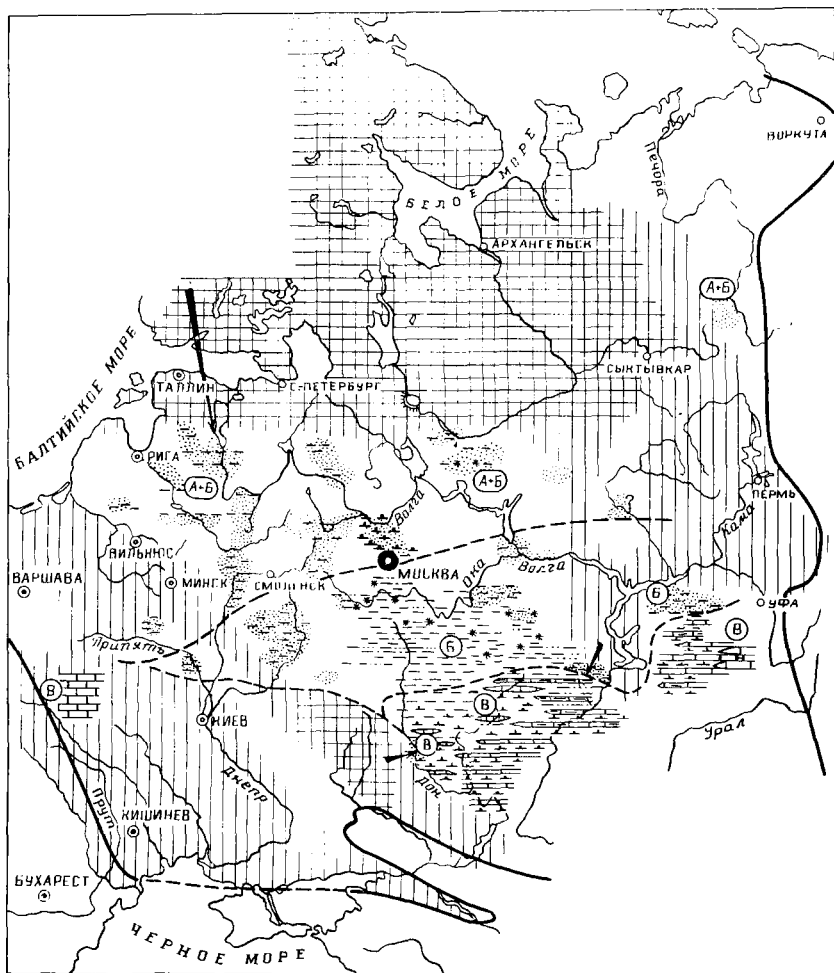 ВОРКУТА
Печора
БЕЛОЕ МОРЕ
АРХАНГЕЛЬСК
А+Б
СЫКТЫВКАР
БАЛТИЙСКОЕ МОРЕ
ТАЛЛИН
С-ПЕТЕРБУРГ
РИГА
А+Б
А+Б
ПЕРМЬ
Волга
Кама
ВИЛЬНЮС
МОСКВА
Ока
Волга
ВАРШАВА
МИНСК
СМОЛЕНСК
Б
УФА
Припять
Б
В
В
В
КИЕВ
В
Урал
Днепр
Дон
Прут
КИШИНЕВ
БУХАРЕСТ
ЧЕРНОЕ МОРЕ